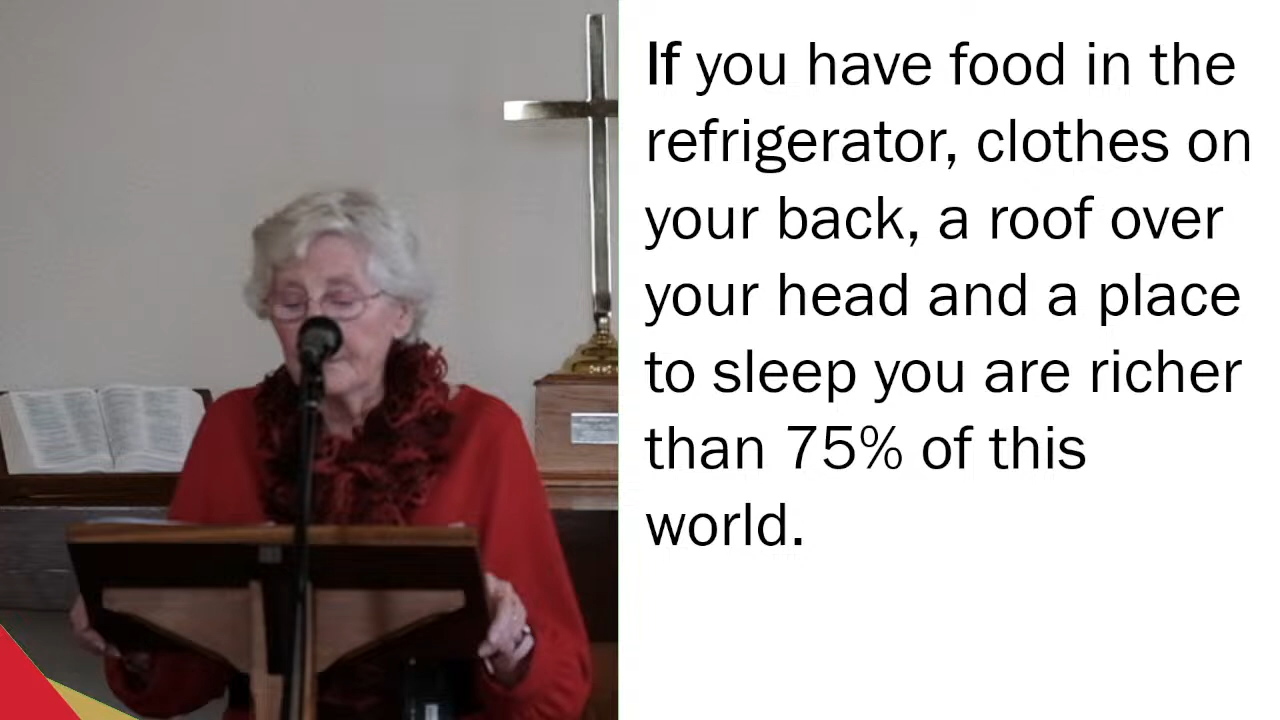 If you have food in the
refrigerator, clothes on
your back, a roof over
your head and a place
to sleep you are richer
than 75% of this
world.